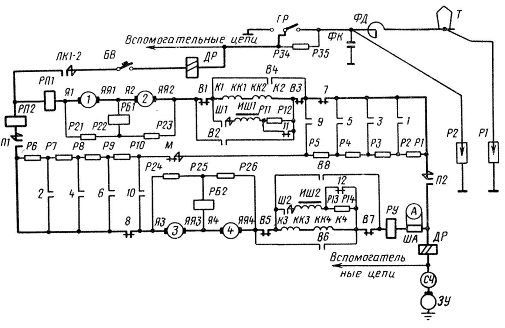 Вспомогательные цепи ГР ФД Т
ФК
Р34 Р35
ЛК1-2 БВ ДР
РП1 В4
РП2 Я1 1 Я2 ЯЯ1 2 ЯЯ2 В1 К1 КК1 КК2 К2 В3 7
РБ1 Ш1 ИШ1 Р11 Р12
П1 Р21 Р22 Р23 11 9 5 3 1 Р2 Р1
В2
Р6 Р7 Р8 Р9 Р10 М Р5 Р4 Р3 Р2 Р1
В8 П2
Р24 Р25 Р26
2 4 6 10 РБ2 Ш2 ИШ2 12 А
Р13 Р14
8 Я3 3 ЯЯ3 Я4 4 ЯЯ4 В5 К3 КК3 КК4 К4 В7 РУ ША
В6
Вспомогатель ДР
ные цепи
СЧ
ЗУ